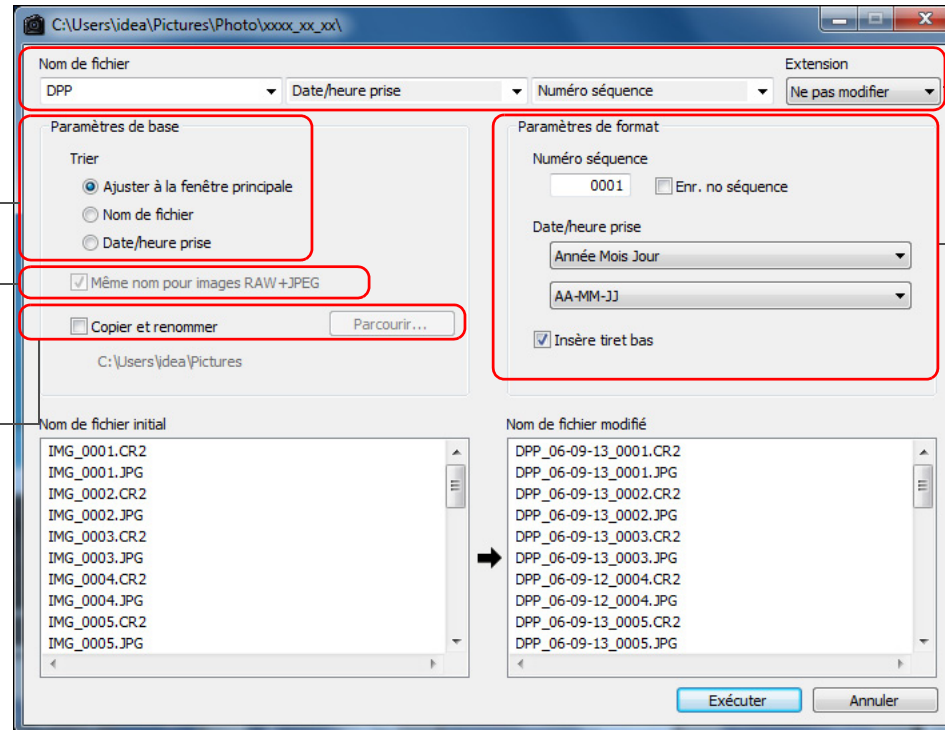 C:\Users\idea\Pictures\Photo\xxxx_xx_xx\
Nom de fichier
Extension
DPP
Date/heure prise
Numéro séquence
Ne pas modifier
Paramètres de base
Trier
Ajuster à la fenêtre principale
Nom de fichier
Date/heure prise
Même nom pour images RAW+JPEG
Copier et renommer
Parcourir...
C:\Users\idea\Pictures
Paramètres de format
Numéro séquence
0001
Enr. no séquence
Date/heure prise
Année Mois Jour
AA-MM-JJ
Insère tiret bas
Nom de fichier initial
IMG_0001.CR2
IMG_0001.JPG
IMG_0002.CR2
IMG_0002.JPG
IMG_0003.CR2
IMG_0003.JPG
IMG_0004.CR2
IMG_0004.JPG
IMG_0005.CR2
IMG_0005.JPG
Nom de fichier modifié
DPP_06-09-13_0001.CR2
DPP_06-09-13_0001.JPG
DPP_06-09-13_0002.CR2
DPP_06-09-13_0002.JPG
DPP_06-09-13_0003.CR2
DPP_06-09-13_0003.JPG
DPP_06-09-12_0004.CR2
DPP_06-09-12_0004.JPG
DPP_06-09-13_0005.CR2
DPP_06-09-13_0005.JPG
Exécuter
Annuler